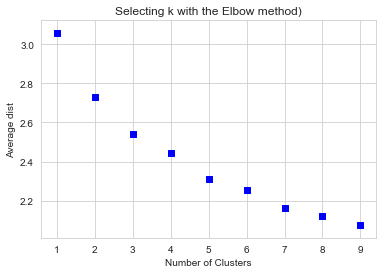 Selecting k with the Elbow method)
3.0
2.8
2.6
2.4
2.2
Average dist
1 2 3 4 5 6 7 8 9
Number of Clusters